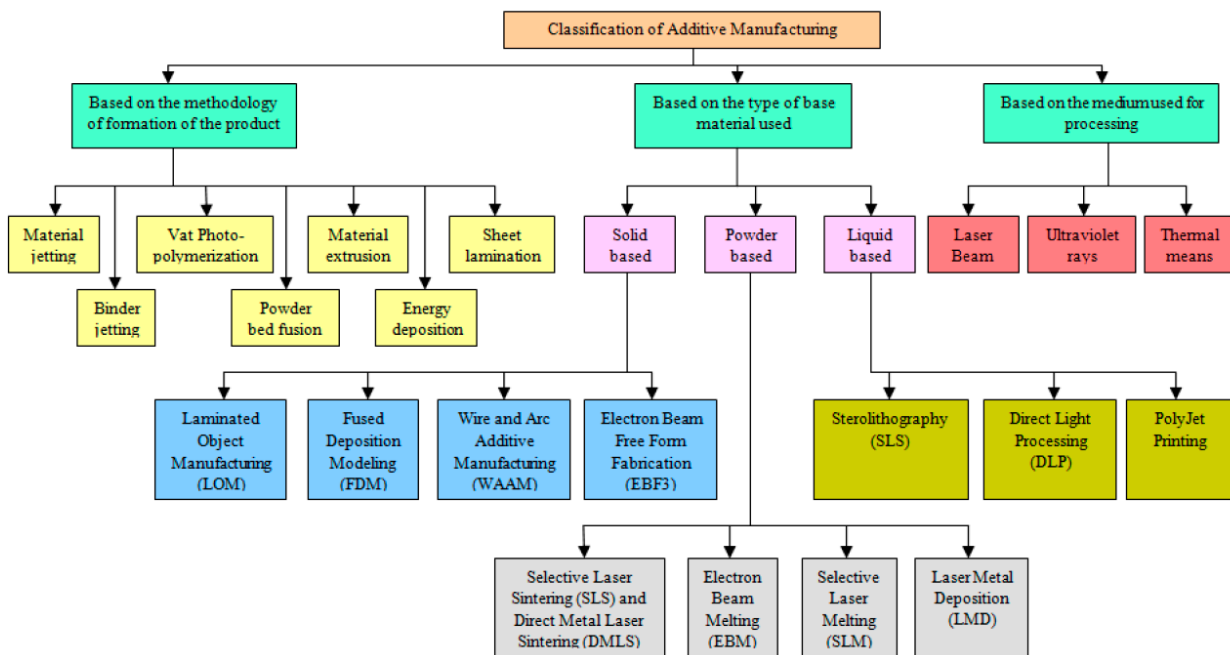 Classification of Additive Manufacturing
Based on the methodology
of formation of the product
Based on the type of base
material used
Based on the medium used for
processing
Material
jetting
Vat Photo-
polymerization
Material
extrusion
Sheet
lamination
Solid
based
Powder
based
Liquid
based
Laser
Beam
Ultraviolet
rays
Thermal
means
Binder
jetting
Powder
bed fusion
Energy
deposition
Laminated
Object
Manufacturing
(LOM)
Fused
Deposition
Modeling
(FDM)
Wire and Arc
Additive
Manufacturing
(WAAM)
Electron Beam
Free Form
Fabrication
(EBF3)
Sterolithography
(SLS)
Direct Light
Processing
(DLP)
PolyJet
Printing
Selective Laser
Sintering (SLS) and
Direct Metal Laser
Sintering (DMLS)
Electron
Beam
Melting
(EBM)
Selective
Laser
Melting
(SLM)
Laser Metal
Deposition
(LMD)